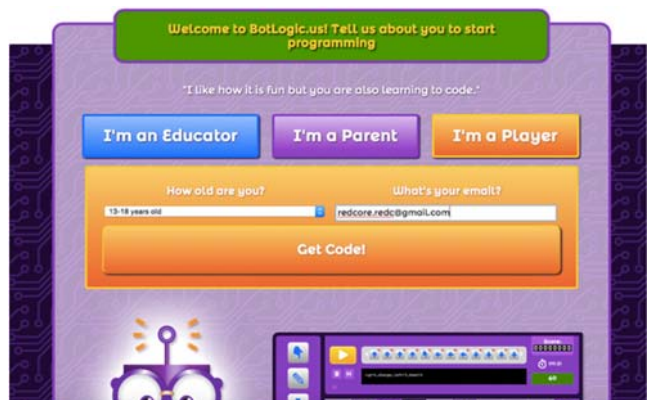 Welcome to BotLogic.us! Tell us about you to start
programming
"I like how it is fun but you are also learning to code."
I'm an Educator
I'm a Parent
I'm a Player
How old are you?
What's your email?
13-18 years old
redcore.redc@gmail.com
Get Code!
Score: